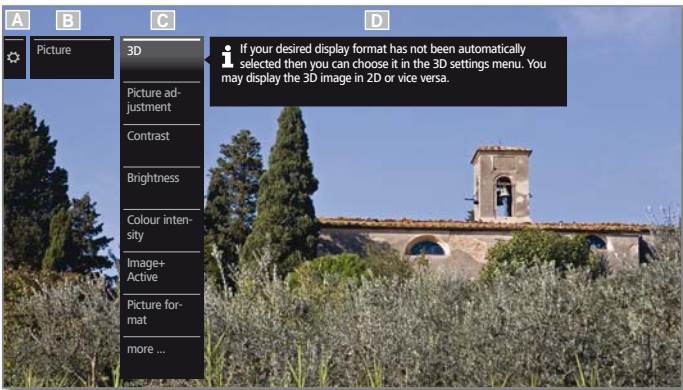 A B C D
Picture
3D
If your desired display format has not been automatically
selected then you can choose it in the 3D settings menu. You
may display the 3D image in 2D or vice versa.
Picture ad-
justment
Contrast
Brightness
Colour inten-
sity
Image+
Active
Picture for-
mat
more ...